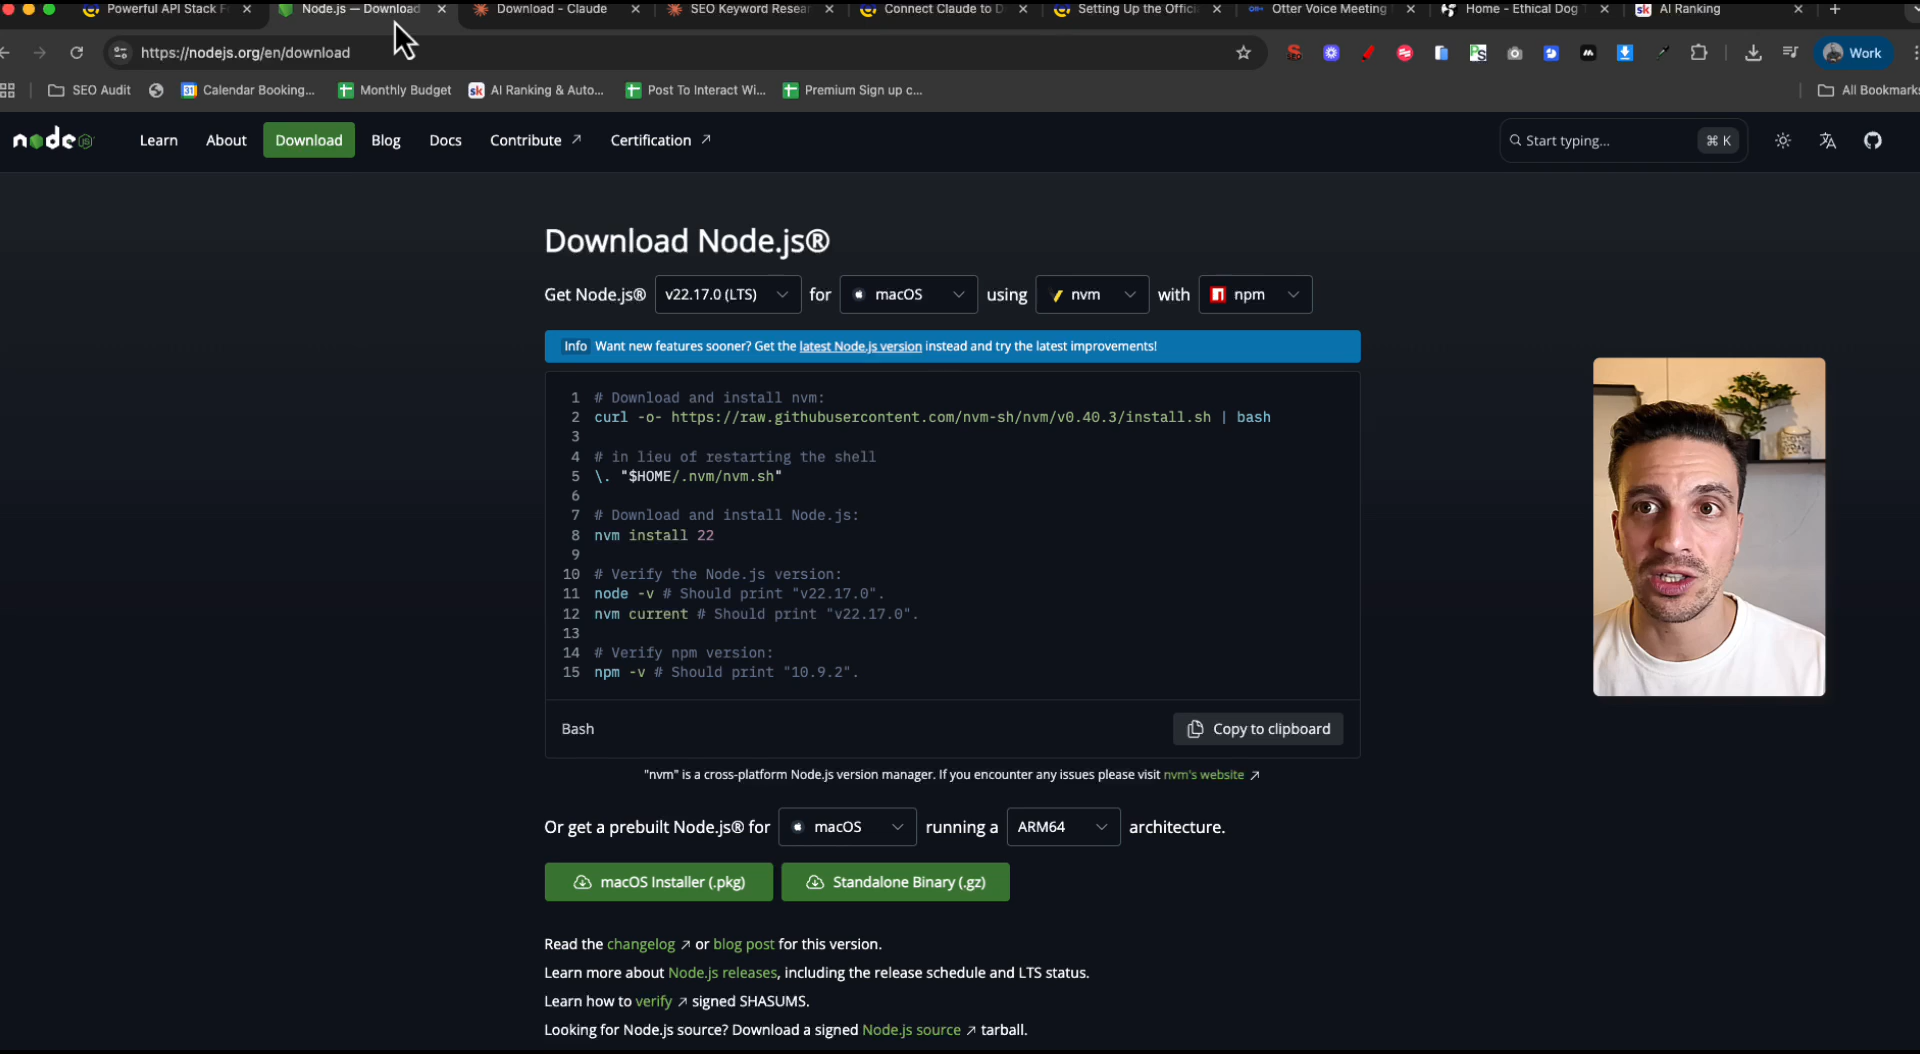 Powerful API Stack F
Node.js — Download
Download - Claude
SEO Keyword Resear
Connect Claude to D
Setting Up the Offici
Otter Voice Meeting
Home - Ethical Dog T
AI Ranking
https://nodejs.org/en/download
Work
SEO Audit
Calendar Booking...
Monthly Budget
AI Ranking & Auto...
Post To Interact Wi...
Premium Sign up c...
All Bookmarks
node
Learn
About
Download
Blog
Docs
Contribute ↗
Certification ↗
Start typing...
⌘ K
Download Node.js®
Get Node.js® v22.17.0 (LTS) for macOS using nvm with npm
Info Want new features sooner? Get the latest Node.js version instead and try the latest improvements!
1 # Download and install nvm:
2 curl -o- https://raw.githubusercontent.com/nvm-sh/nvm/v0.40.3/install.sh | bash
3
4 # in lieu of restarting the shell
5 \. "$HOME/.nvm/nvm.sh"
6
7 # Download and install Node.js:
8 nvm install 22
9
10 # Verify the Node.js version:
11 node -v # Should print "v22.17.0".
12 nvm current # Should print "v22.17.0".
13
14 # Verify npm version:
15 npm -v # Should print "10.9.2".
Bash
Copy to clipboard
"nvm" is a cross-platform Node.js version manager. If you encounter any issues please visit nvm's website ↗
Or get a prebuilt Node.js® for macOS running a ARM64 architecture.
macOS Installer (.pkg)
Standalone Binary (.gz)
Read the changelog ↗ or blog post for this version.
Learn more about Node.js releases, including the release schedule and LTS status.
Learn how to verify ↗ signed SHASUMS.
Looking for Node.js source? Download a signed Node.js source ↗ tarball.